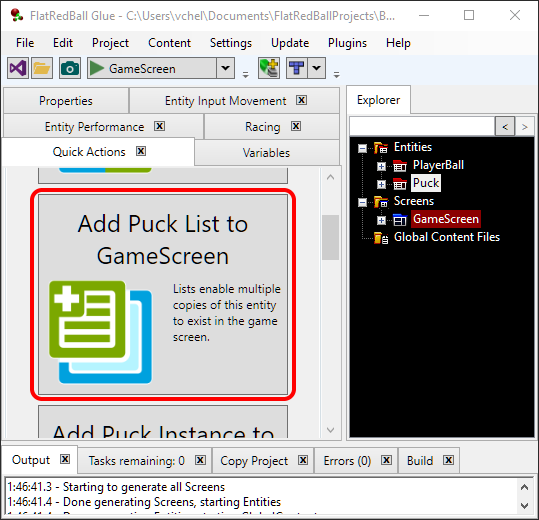 FlatRedBall Glue - C:\Users\vchel\Documents\FlatRedBallProjects\B...
File Edit Project Content Settings Update Plugins Help
GameScreen
Properties
Entity Input Movement
Explorer
Entity Performance
Racing
Quick Actions
Variables
< >
Entities
PlayerBall
Puck
Screens
GameScreen
Global Content Files
Add Puck List to
GameScreen
Lists enable multiple
copies of this entity
to exist in the game
screen.
Add Puck Instance to
Output
Tasks remaining: 0
Copy Project
Errors (0)
Build
1:46:41.3 - Starting to generate all Screens
1:46:41.4 - Done generating Screens, starting Entities